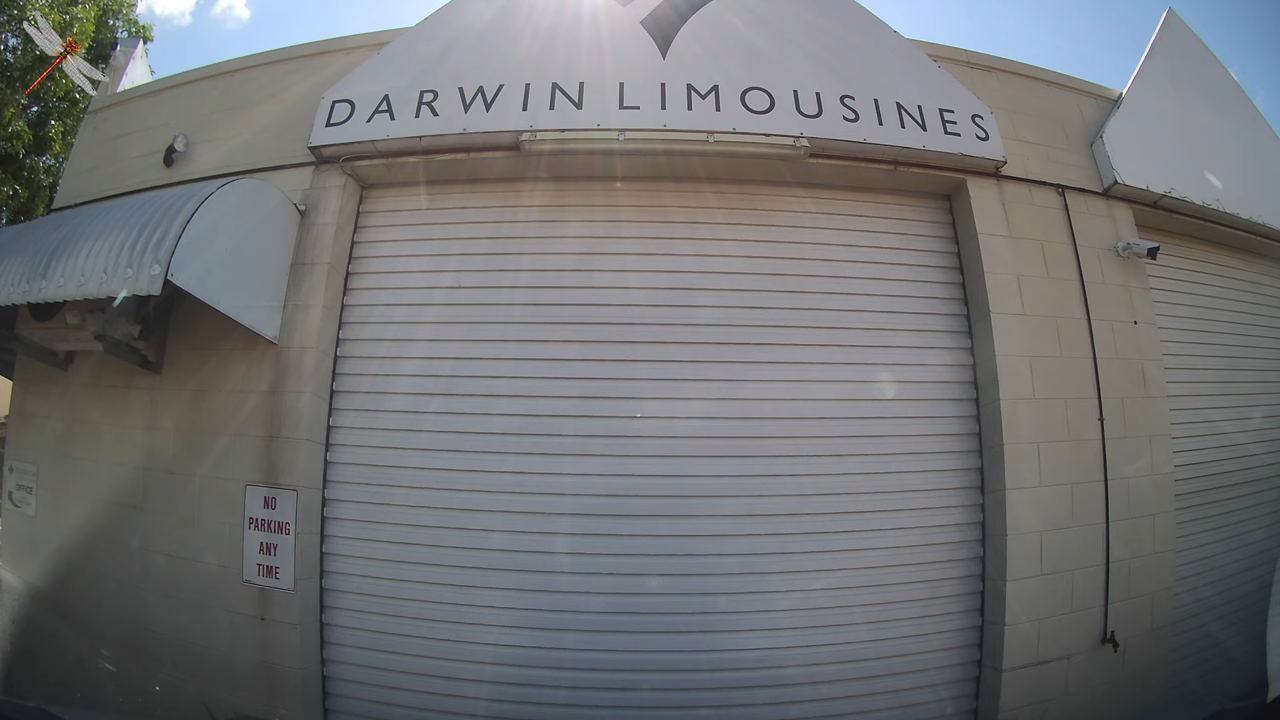 DARWIN LIMOUSINES
NO
PARKING
ANY
TIME
OFFICE